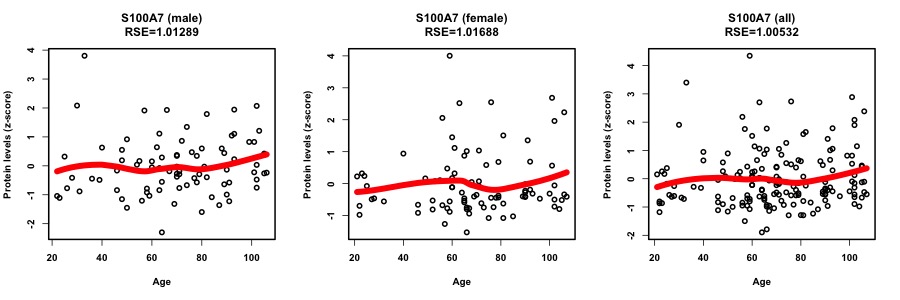 S100A7 (male)
RSE=1.01289
Protein levels (z-score)
4
3
2
1
0
-1
-2
20
40
60
80
100
Age
S100A7 (female)
RSE=1.01688
Protein levels (z-score)
4
3
2
1
0
-1
20
40
60
80
100
Age
S100A7 (all)
RSE=1.00532
Protein levels (z-score)
4
3
2
1
0
-1
-2
20
40
60
80
100
Age